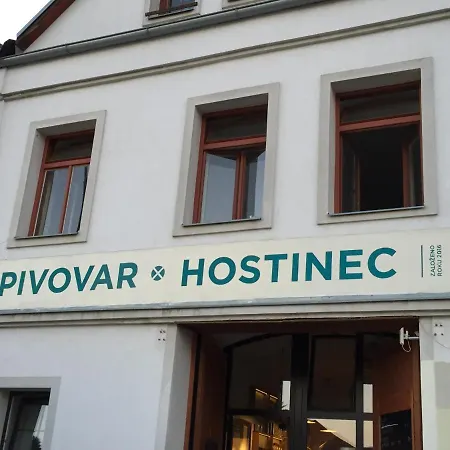 PIVOVAR HOSTINEC
ZALOŽENO
ROKU 2016